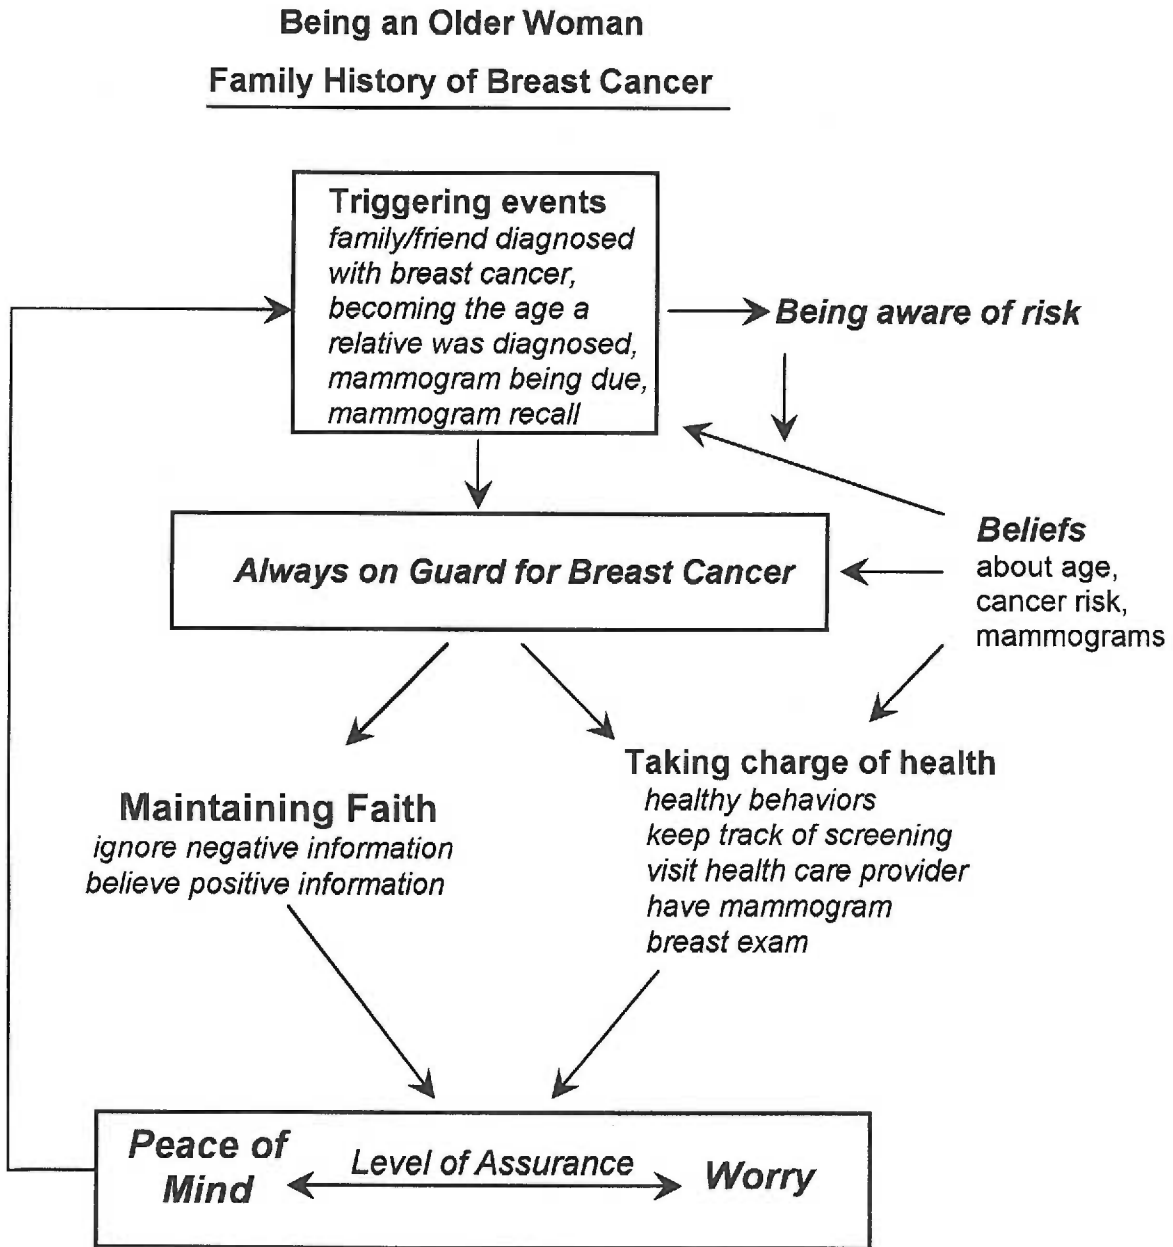 Being an Older Woman
Family History of Breast Cancer
Triggering events
family/friend diagnosed
with breast cancer,
becoming the age a
relative was diagnosed,
mammogram being due,
mammogram recall
Being aware of risk
Always on Guard for Breast Cancer
Beliefs
about age,
cancer risk,
mammograms
Maintaining Faith
ignore negative information
believe positive information
Taking charge of health
healthy behaviors
keep track of screening
visit health care provider
have mammogram
breast exam
Peace of
Mind
Level of Assurance
Worry